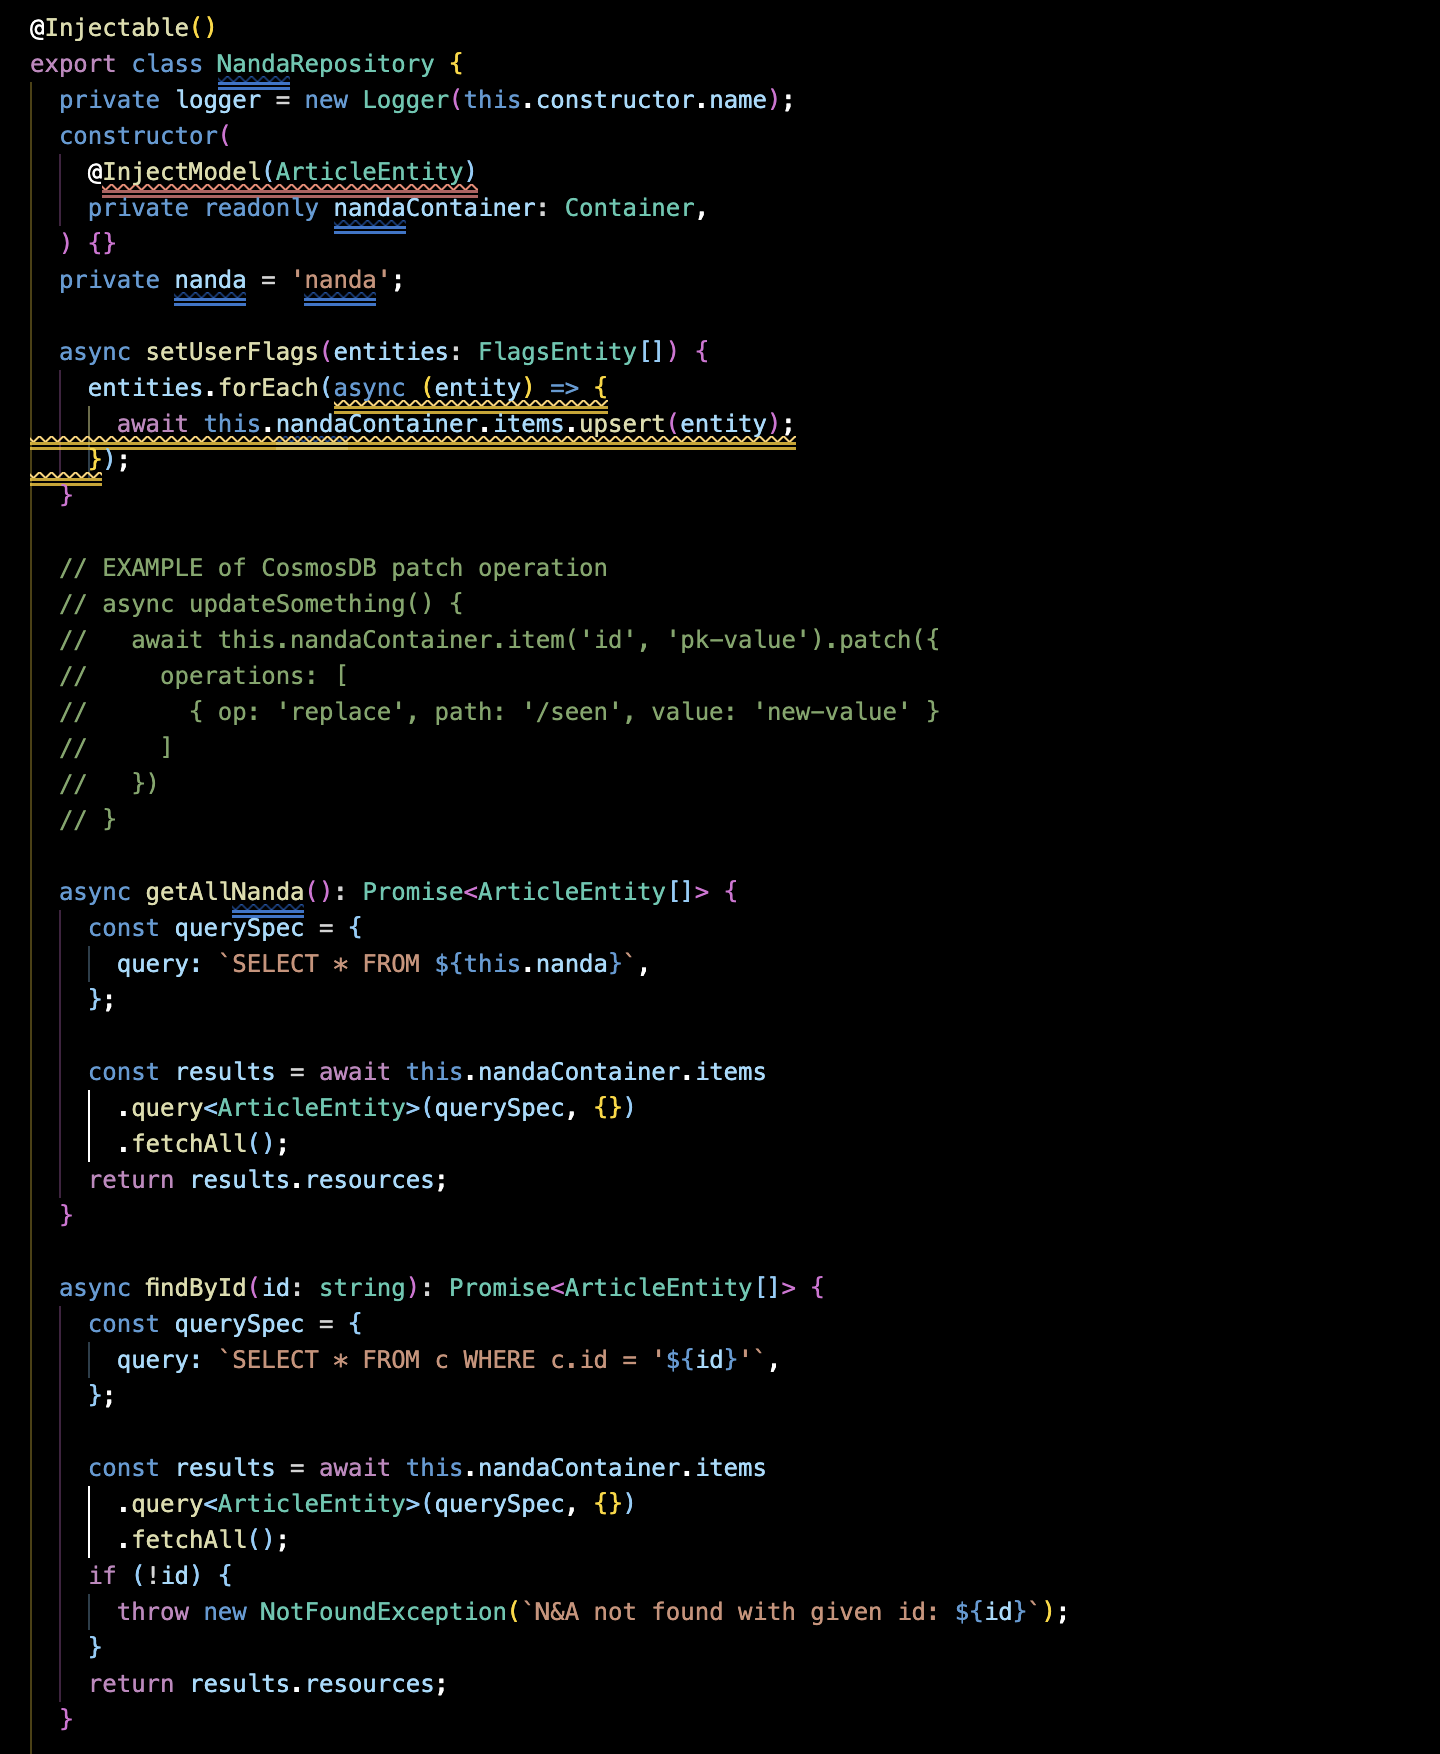 @Injectable()
export class NandaRepository {
  private logger = new Logger(this.constructor.name);
  constructor(
    @InjectModel(ArticleEntity)
    private readonly nandaContainer: Container,
  ) {}
  private nanda = 'nanda';

  async setUserFlags(entities: FlagsEntity[]) {
    entities.forEach(async (entity) => {
      await this.nandaContainer.items.upsert(entity);
    });
  }

  // EXAMPLE of CosmosDB patch operation
  // async updateSomething() {
  //   await this.nandaContainer.item('id', 'pk-value').patch({
  //     operations: [
  //       { op: 'replace', path: '/seen', value: 'new-value' }
  //     ]
  //   })
  // }

  async getAllNanda(): Promise<ArticleEntity[]> {
    const querySpec = {
      query: `SELECT * FROM ${this.nanda}`,
    };

    const results = await this.nandaContainer.items
      .query<ArticleEntity>(querySpec, {})
      .fetchAll();
    return results.resources;
  }

  async findById(id: string): Promise<ArticleEntity[]> {
    const querySpec = {
      query: `SELECT * FROM c WHERE c.id = '${id}'`,
    };

    const results = await this.nandaContainer.items
      .query<ArticleEntity>(querySpec, {})
      .fetchAll();
    if (!id) {
      throw new NotFoundException(`N&A not found with given id: ${id}`);
    }
    return results.resources;
  }